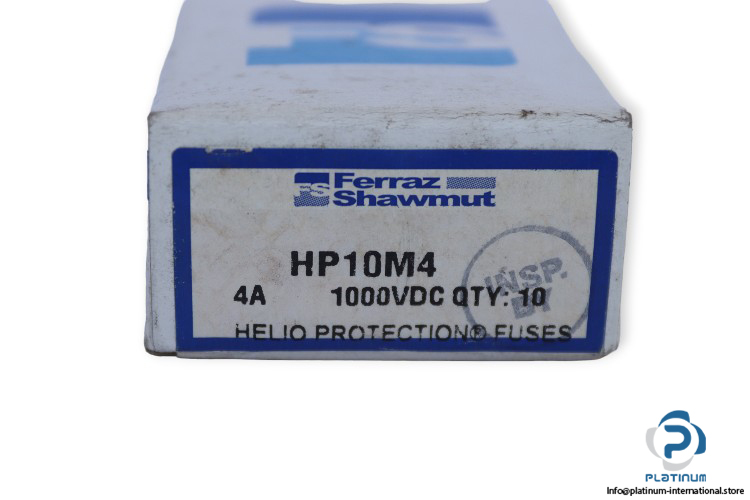 FS Ferraz
Shawmut
HP10M4
4A 1000VDC QTY: 10
INSP.
BY
HELIO PROTECTION® FUSES
PLATINUM
Info@platinum-international.store